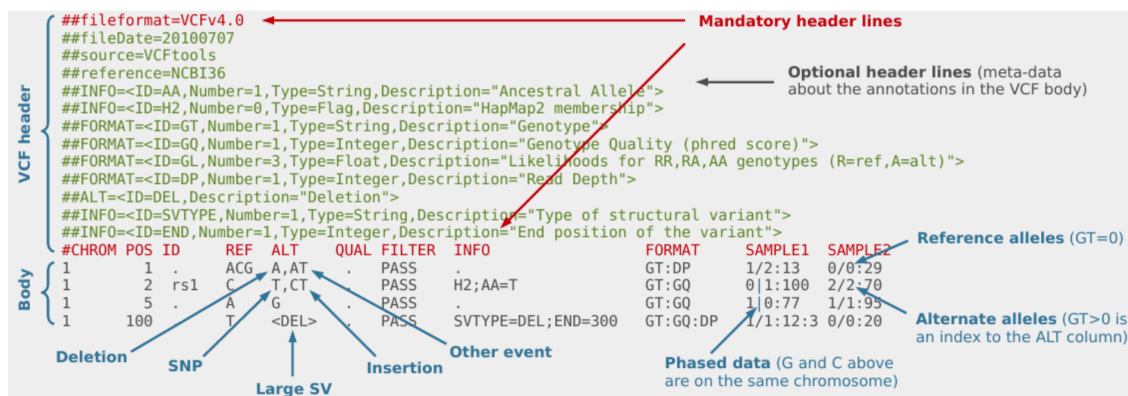 ##fileformat=VCFv4.0
Mandatory header lines
##fileDate=20100707
##source=VCFtools
##reference=NCBI36
Optional header lines (meta-data
about the annotations in the VCF body)
##INFO=<ID=AA,Number=1,Type=String,Description="Ancestral Allele">
##INFO=<ID=H2,Number=0,Type=Flag,Description="HapMap2 membership">
##FORMAT=<ID=GT,Number=1,Type=String,Description="Genotype">
##FORMAT=<ID=GQ,Number=1,Type=Integer,Description="Genotype Quality (phred score)">
##FORMAT=<ID=GL,Number=3,Type=Float,Description="Likelihoods for RR,RA,AA genotypes (R=ref,A=alt)">
##FORMAT=<ID=DP,Number=1,Type=Integer,Description="Read Depth">
##ALT=<ID=DEL,Description="Deletion">
##INFO=<ID=SVTYPE,Number=1,Type=String,Description="Type of structural variant">
##INFO=<ID=END,Number=1,Type=Integer,Description="End position of the variant">
VCF header
#CHROM POS ID REF ALT QUAL FILTER INFO FORMAT SAMPLE1 SAMPLE2
1 1 . ACG A,AT . PASS . GT:DP 1/2:13 0/0:29
1 2 rs1 C T,CT . PASS H2;AA=T GT:GQ 0|1:100 2/2:70
1 5 . A G . PASS . GT:GQ 1|0:77 1/1:95
1 100 . T <DEL> . PASS SVTYPE=DEL;END=300 GT:GQ:DP 1/1:12:3 0/0:20
Body
Reference alleles (GT=0)
Alternate alleles (GT>0 is
an index to the ALT column)
Deletion
SNP
Large SV
Insertion
Other event
Phased data (G and C above
are on the same chromosome)